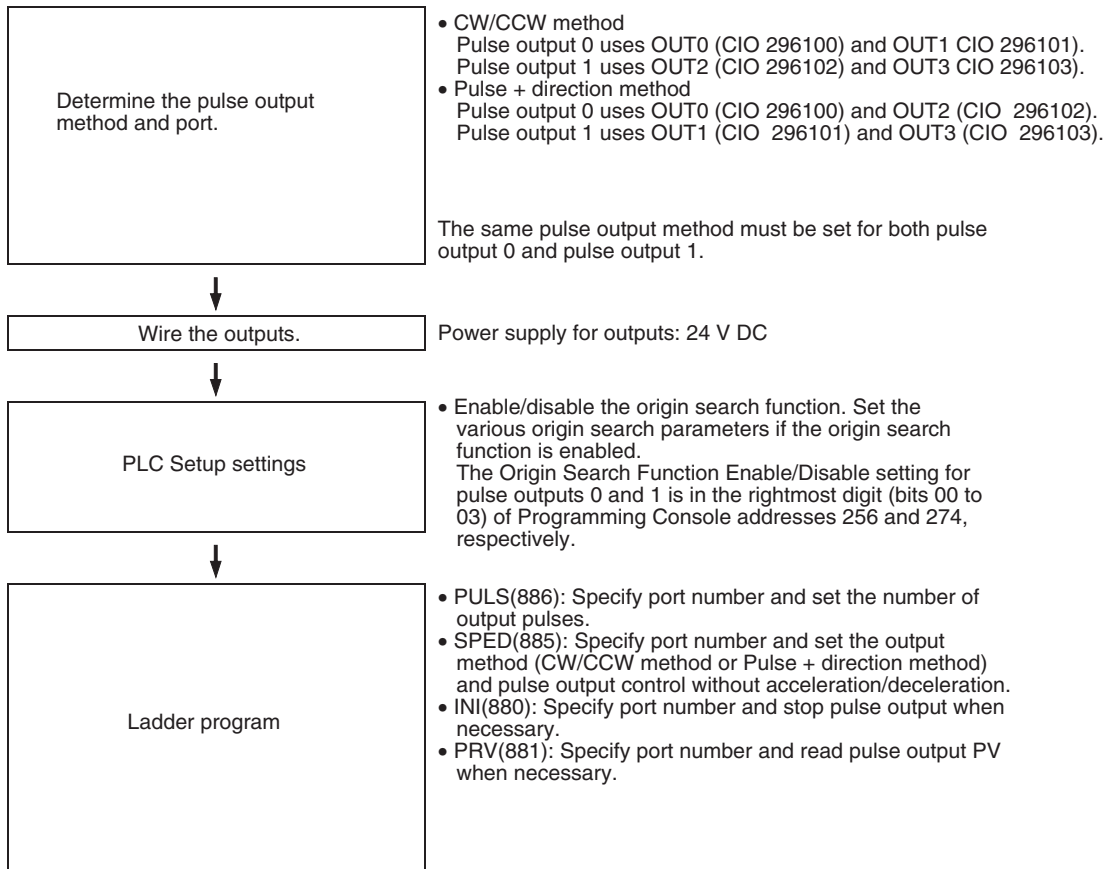 Determine the pulse output
method and port.
• CW/CCW method
Pulse output 0 uses OUT0 (CIO 296100) and OUT1 CIO 296101).
Pulse output 1 uses OUT2 (CIO 296102) and OUT3 CIO 296103).
• Pulse + direction method
Pulse output 0 uses OUT0 (CIO 296100) and OUT2 (CIO 296102).
Pulse output 1 uses OUT1 (CIO 296101) and OUT3 (CIO 296103).
The same pulse output method must be set for both pulse
output 0 and pulse output 1.
Wire the outputs.
Power supply for outputs: 24 V DC
PLC Setup settings
• Enable/disable the origin search function. Set the
various origin search parameters if the origin search
function is enabled.
The Origin Search Function Enable/Disable setting for
pulse outputs 0 and 1 is in the rightmost digit (bits 00 to
03) of Programming Console addresses 256 and 274,
respectively.
Ladder program
• PULS(886): Specify port number and set the number of
output pulses.
• SPED(885): Specify port number and set the output
method (CW/CCW method or Pulse + direction method)
and pulse output control without acceleration/deceleration.
• INI(880): Specify port number and stop pulse output when
necessary.
• PRV(881): Specify port number and read pulse output PV
when necessary.